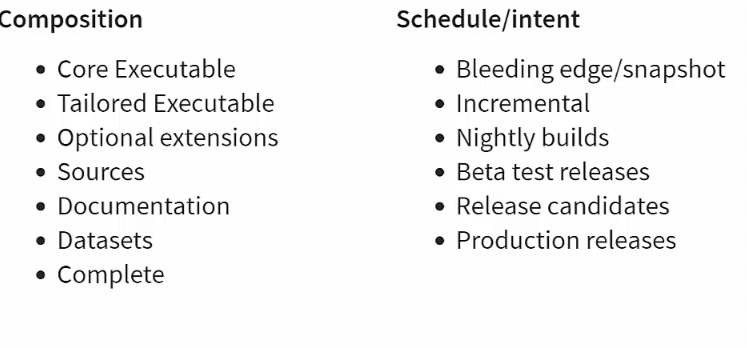 Composition
Core Executable
Tailored Executable
Optional extensions
Sources
Documentation
Datasets
Complete
Schedule/intent
Bleeding edge/snapshot
Incremental
Nightly builds
Beta test releases
Release candidates
Production releases